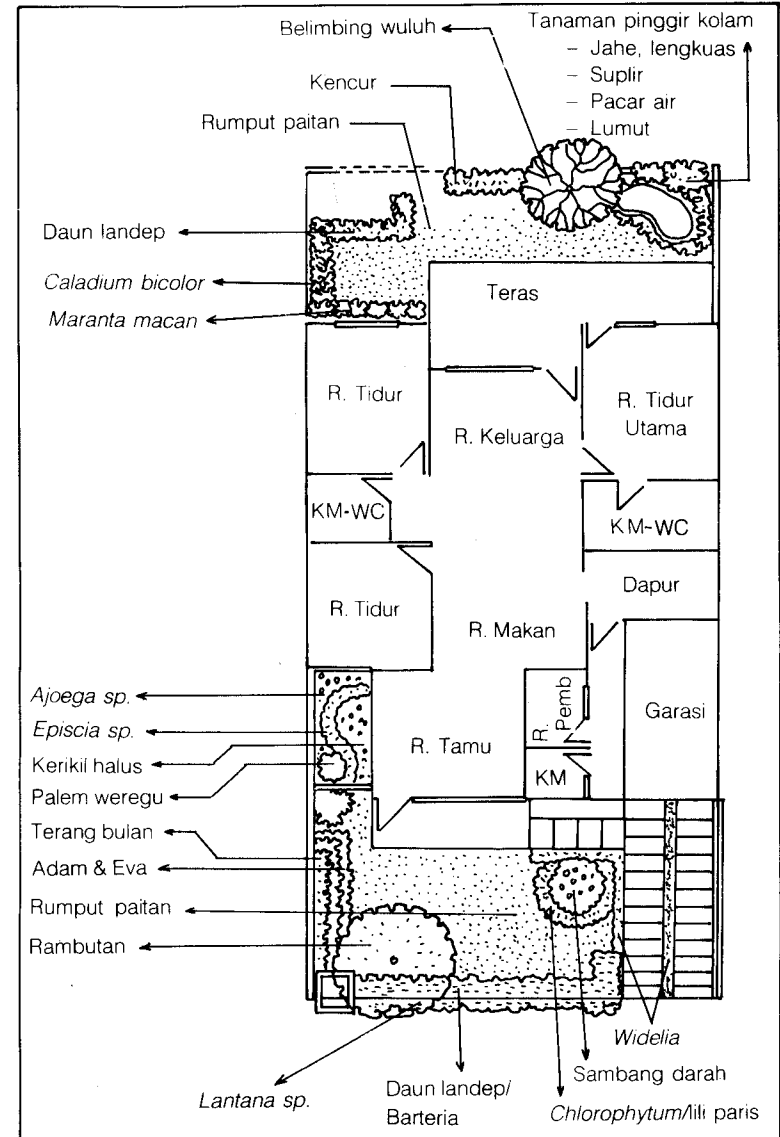 Belimbing wuluh
Tanaman pinggir kolam
– Jahe, lengkuas
– Suplir
– Pacar air
– Lumut
Kencur
Rumput paitan
Daun landep
Caladium bicolor
Maranta macan
Teras
R. Tidur
R. Keluarga
R. Tidur
Utama
KM-WC
KM-WC
Dapur
R. Tidur
R. Makan
R. Pemb
Garasi
R. Tamu
KM
Ajoega sp.
Episcia sp.
Kerikil halus
Palem weregu
Terang bulan
Adam & Eva
Rumput paitan
Rambutan
Widelia
Sambang darah
Lantana sp.
Daun landep/
Barteria
Chlorophytum/lili paris